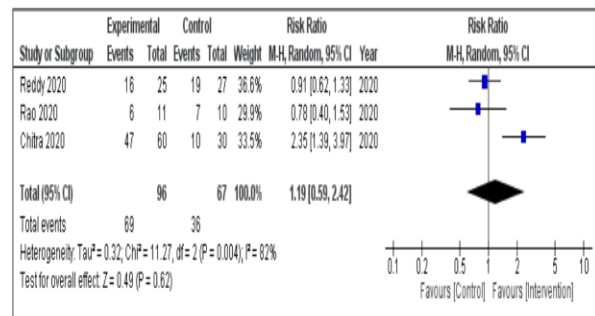 Experimental Control Risk Ratio Risk Ratio
Study or Subgroup Events Total Events Total Weight M-H, Random, 95% CI Year M-H, Random, 95% CI
Reddy 2020 16 25 19 27 36.6% 0.91 [0.62, 1.33] 2020
Rao 2020 6 11 7 10 29.9% 0.78 [0.40, 1.53] 2020
Chitra 2020 47 60 10 30 33.5% 2.35 [1.39, 3.97] 2020
Total (95% CI) 96 67 100.0% 1.19 [0.59, 2.42]
Total events 69 36
Heterogeneity: Tau² = 0.32; Chi² = 11.27, df = 2 (P = 0.004); I² = 82%
Test for overall effect: Z = 0.49 (P = 0.62)
0.1 0.2 0.5 1 2 5 10
Favours [Control] Favours [Intervention]